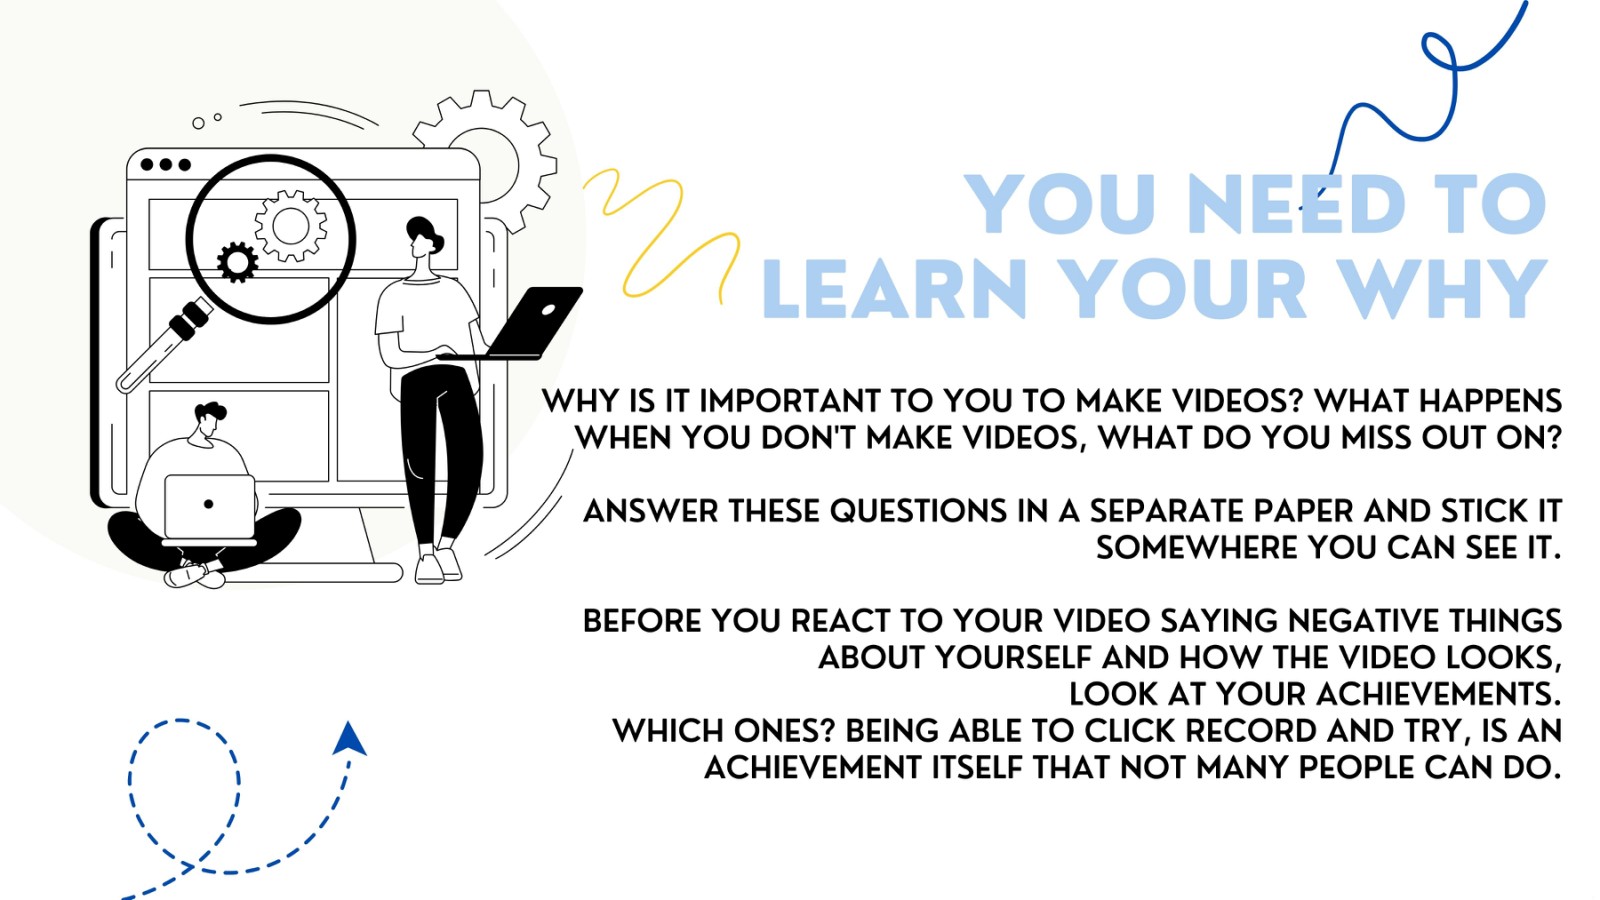 YOU NEED TO
LEARN YOUR WHY
WHY IS IT IMPORTANT TO YOU TO MAKE VIDEOS? WHAT HAPPENS
WHEN YOU DON'T MAKE VIDEOS, WHAT DO YOU MISS OUT ON?
ANSWER THESE QUESTIONS IN A SEPARATE PAPER AND STICK IT
SOMEWHERE YOU CAN SEE IT.
BEFORE YOU REACT TO YOUR VIDEO SAYING NEGATIVE THINGS
ABOUT YOURSELF AND HOW THE VIDEO LOOKS,
LOOK AT YOUR ACHIEVEMENTS.
WHICH ONES? BEING ABLE TO CLICK RECORD AND TRY, IS AN
ACHIEVEMENT ITSELF THAT NOT MANY PEOPLE CAN DO.